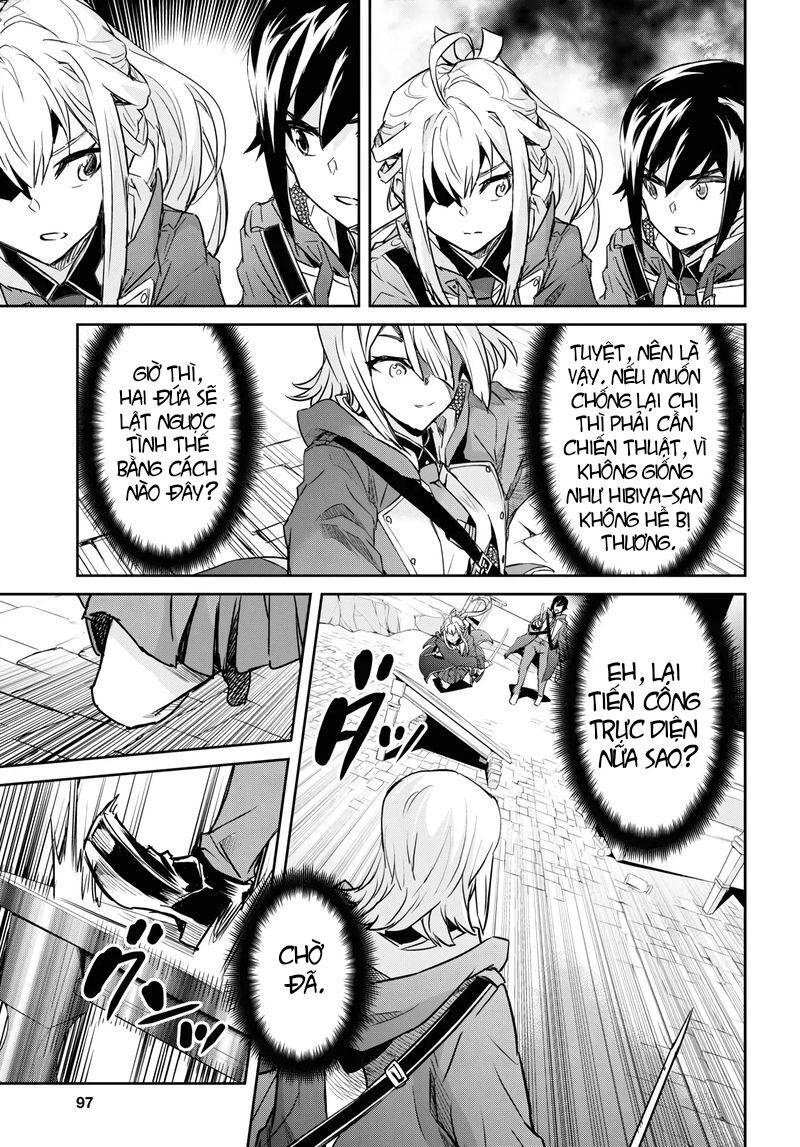 TUYỆT, NÊN LÀ
VẬY. NẾU MUỐN
CHỐNG LẠI CHỊ
THÌ PHẢI CẦN
CHIẾN THUẬT, VÌ
KHÔNG GIỐNG
NHƯ HIBIYA-SAN
KHÔNG HỀ BỊ
THƯƠNG.
GIỜ THÌ,
HAI ĐỨA SẼ
LẬT NGƯỢC
TÌNH THẾ
BẰNG CÁCH
NÀO ĐÂY?
EH, LẠI
TIẾN CÔNG
TRỰC DIỆN
NỮA SAO?
ダッ
CHỜ
ĐÃ.
グンッ
97